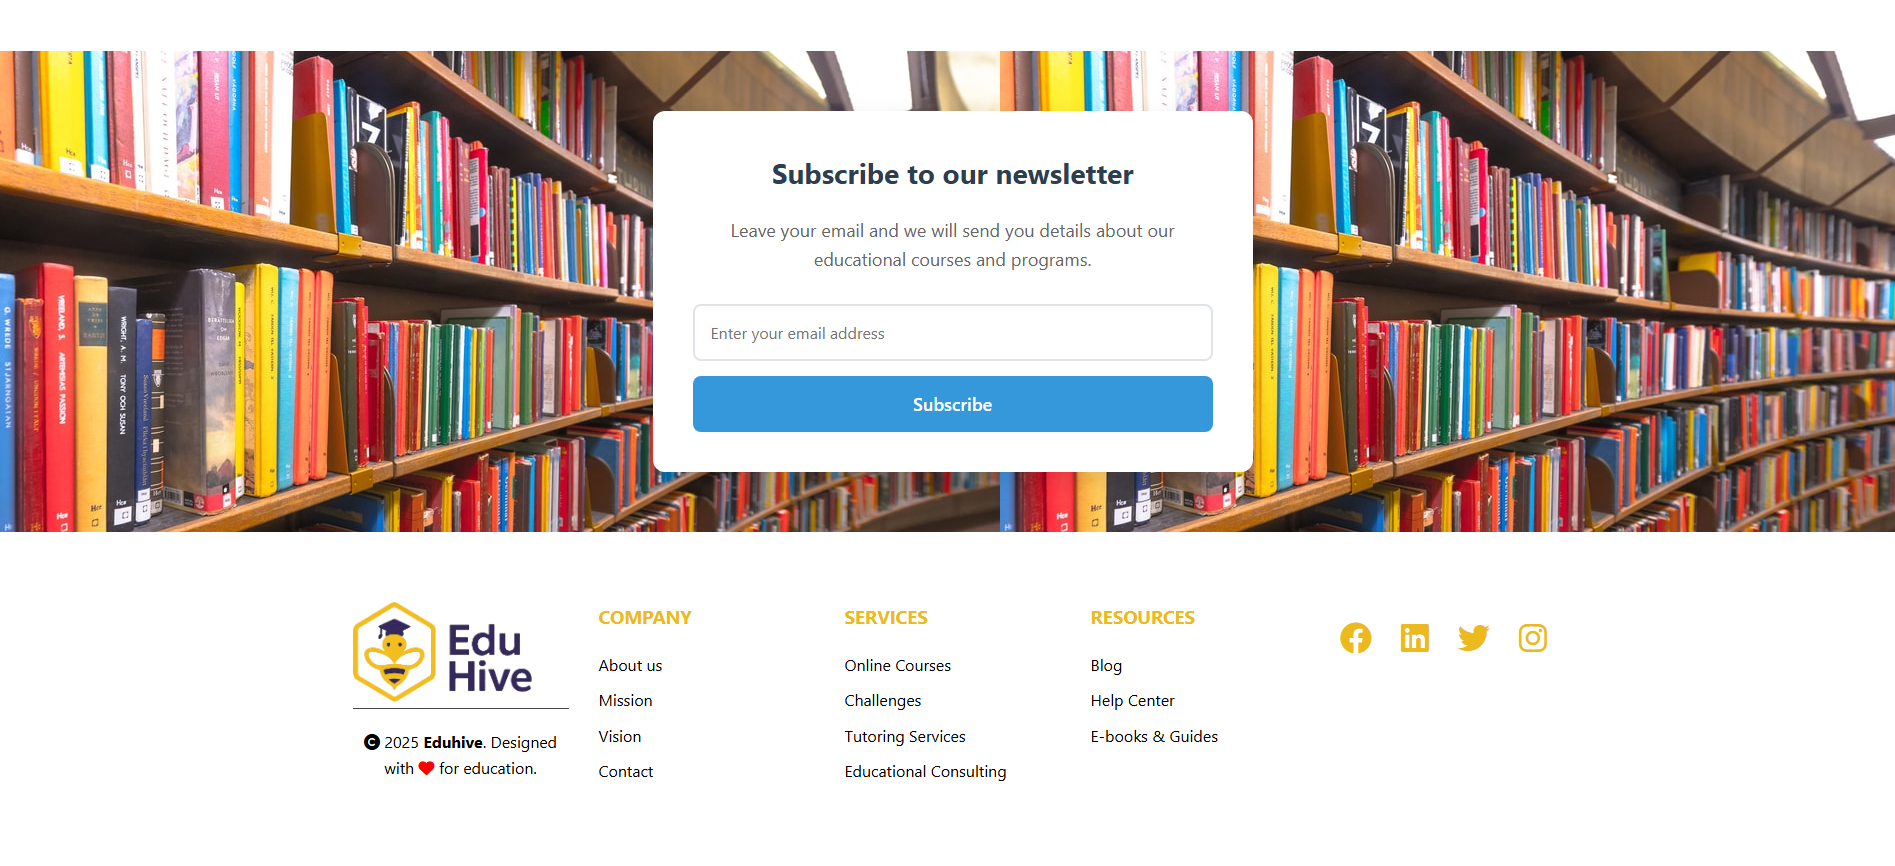 Subscribe to our newsletter
Leave your email and we will send you details about our
educational courses and programs.
Enter your email address
Subscribe
Edu
Hive
2025 Eduhive. Designed
with for education.
COMPANY
About us
Mission
Vision
Contact
SERVICES
Online Courses
Challenges
Tutoring Services
Educational Consulting
RESOURCES
Blog
Help Center
E-books & Guides